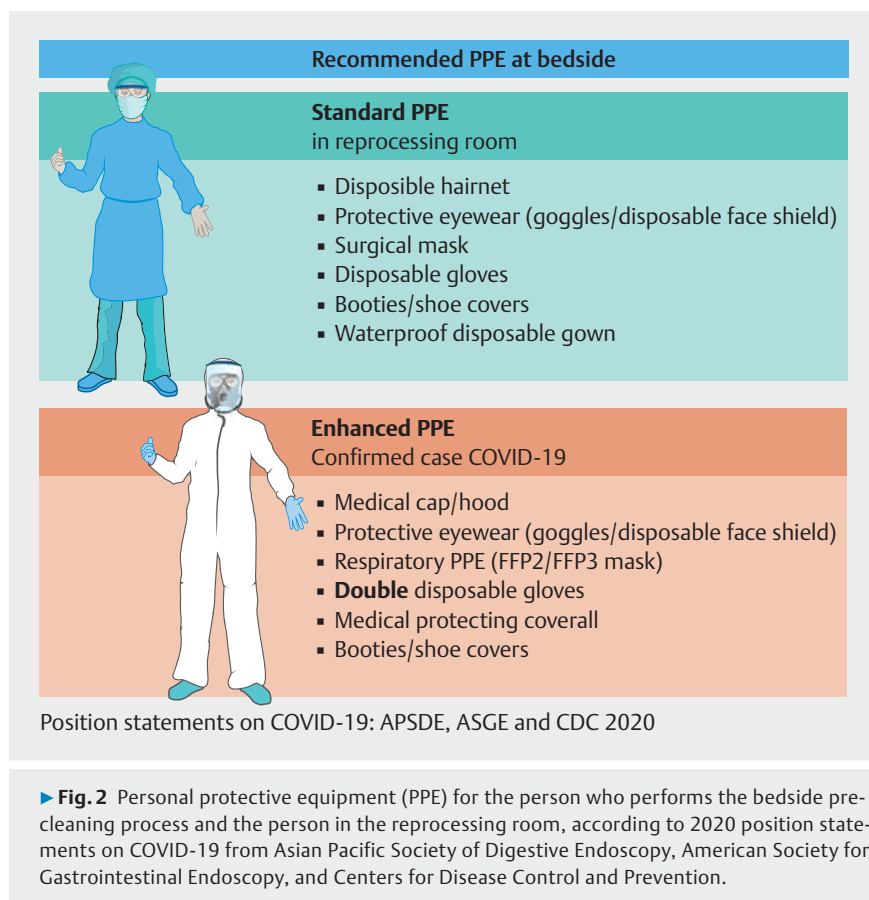 Recommended PPE at bedside
Standard PPE
in reprocessing room
▪ Disposible hairnet
▪ Protective eyewear (goggles/disposable face shield)
▪ Surgical mask
▪ Disposable gloves
▪ Booties/shoe covers
▪ Waterproof disposable gown
Enhanced PPE
Confirmed case COVID-19
▪ Medical cap/hood
▪ Protective eyewear (goggles/disposable face shield)
▪ Respiratory PPE (FFP2/FFP3 mask)
▪ Double disposable gloves
▪ Medical protecting coverall
▪ Booties/shoe covers
Position statements on COVID-19: APSDE, ASGE and CDC 2020
▶ Fig. 2 Personal protective equipment (PPE) for the person who performs the bedside pre-
cleaning process and the person in the reprocessing room, according to 2020 position state-
ments on COVID-19 from Asian Pacific Society of Digestive Endoscopy, American Society for
Gastrointestinal Endoscopy, and Centers for Disease Control and Prevention.